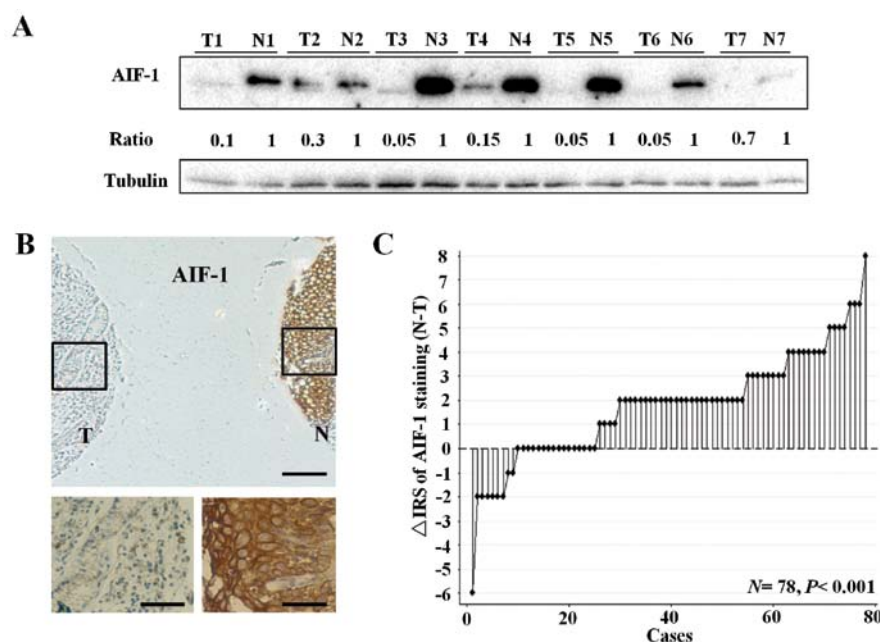 A
T1 N1 T2 N2 T3 N3 T4 N4 T5 N5 T6 N6 T7 N7
AIF-1
Ratio 0.1 1 0.3 1 0.05 1 0.15 1 0.05 1 0.05 1 0.7 1
Tubulin
B
AIF-1
T
N
C
△IRS of AIF-1 staining (N-T)
8
7
6
5
4
3
2
1
0
-1
-2
-3
-4
-5
-6
N= 78, P< 0.001
0 20 40 60 80
Cases